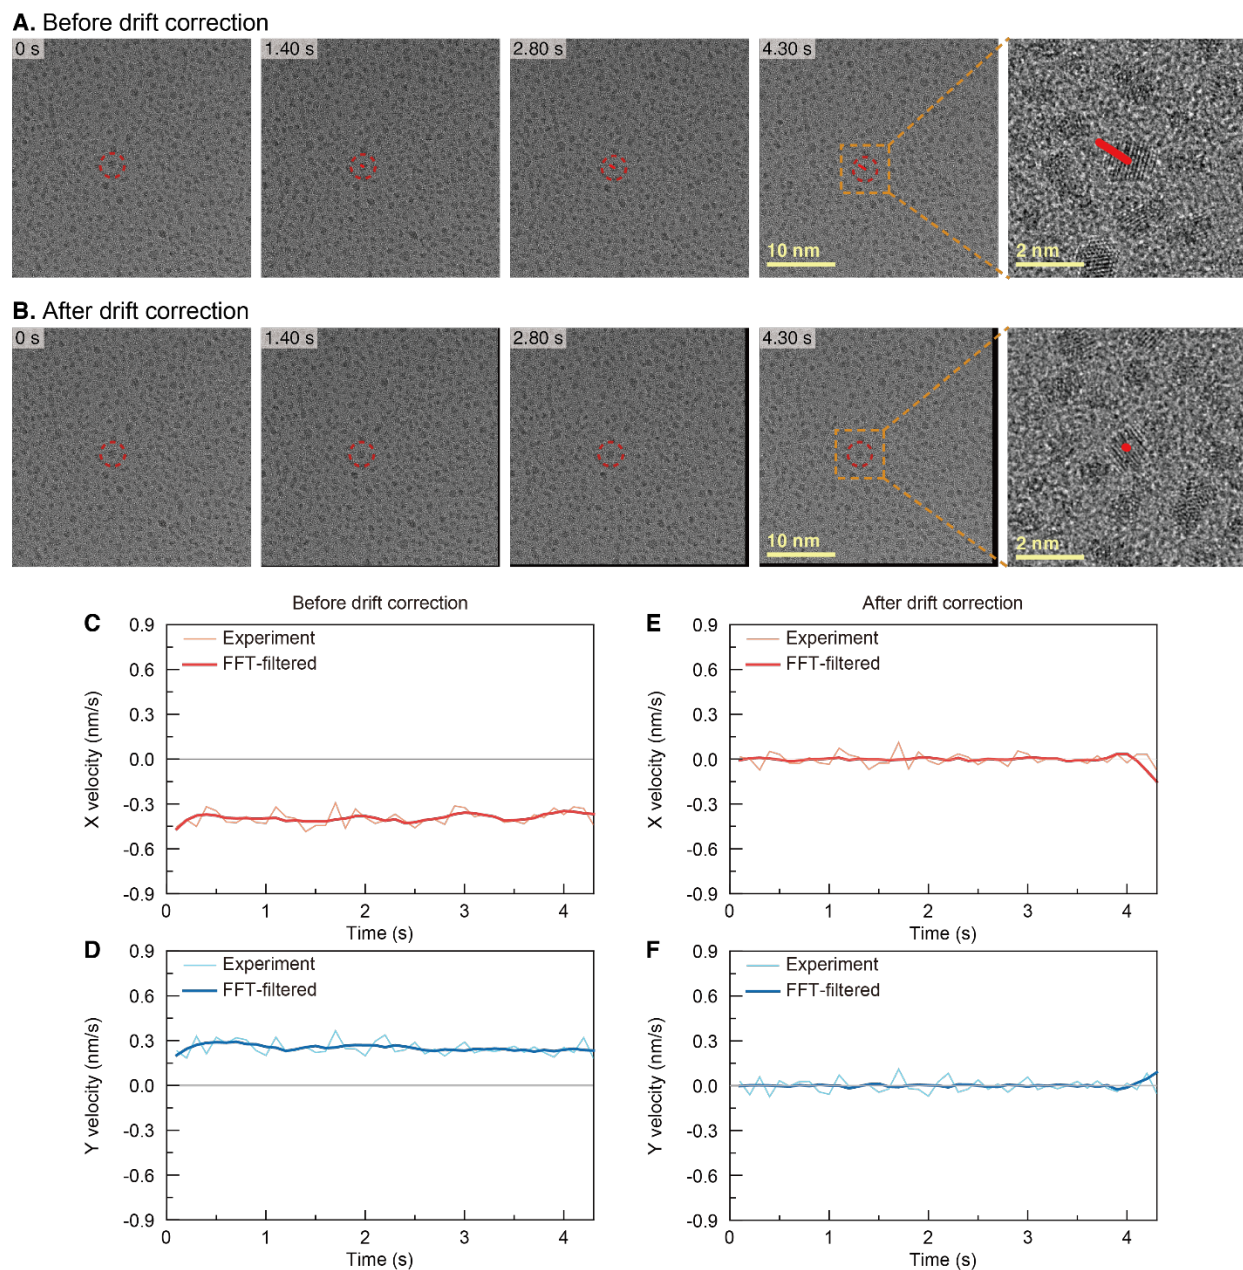 A. Before drift correction
0 s
1.40 s
2.80 s
4.30 s
10 nm
2 nm
B. After drift correction
0 s
1.40 s
2.80 s
4.30 s
10 nm
2 nm
Before drift correction
C
Experiment
FFT-filtered
X velocity (nm/s)
0.9
0.6
0.3
0.0
-0.3
-0.6
-0.9
0 1 2 3 4
Time (s)
After drift correction
E
Experiment
FFT-filtered
X velocity (nm/s)
0.9
0.6
0.3
0.0
-0.3
-0.6
-0.9
0 1 2 3 4
Time (s)
D
Experiment
FFT-filtered
Y velocity (nm/s)
0.9
0.6
0.3
0.0
-0.3
-0.6
-0.9
0 1 2 3 4
Time (s)
F
Experiment
FFT-filtered
Y velocity (nm/s)
0.9
0.6
0.3
0.0
-0.3
-0.6
-0.9
0 1 2 3 4
Time (s)